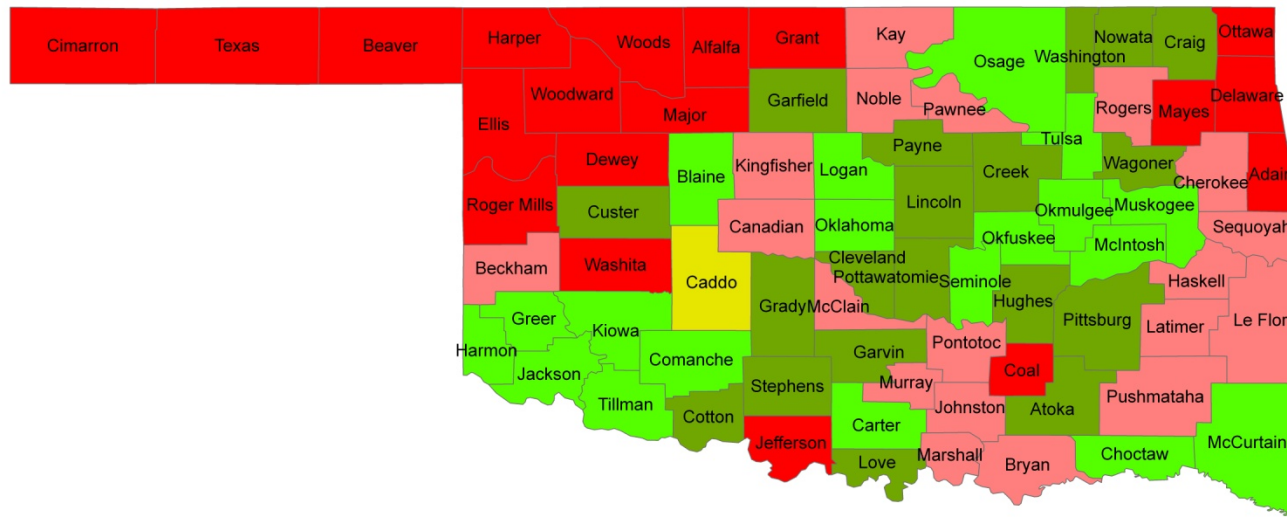 Cimarron
Texas
Beaver
Harper
Woods
Alfalfa
Grant
Kay
Osage
Washington
Nowata
Craig
Ottawa
Ellis
Woodward
Major
Garfield
Noble
Pawnee
Rogers
Mayes
Delaware
Dewey
Blaine
Kingfisher
Logan
Payne
Creek
Tulsa
Wagoner
Cherokee
Adair
Roger Mills
Custer
Canadian
Oklahoma
Lincoln
Okmulgee
Muskogee
Okfuskee
McIntosh
Sequoyah
Beckham
Washita
Caddo
Cleveland
Pottawatomie
Seminole
Hughes
Haskell
Grady
McClain
Pittsburg
Latimer
Le Flor
Greer
Kiowa
Harmon
Jackson
Comanche
Tillman
Stephens
Garvin
Pontotoc
Coal
Murray
Johnston
Atoka
Pushmataha
Cotton
Carter
Jefferson
Love
Marshall
Bryan
Choctaw
McCurtain